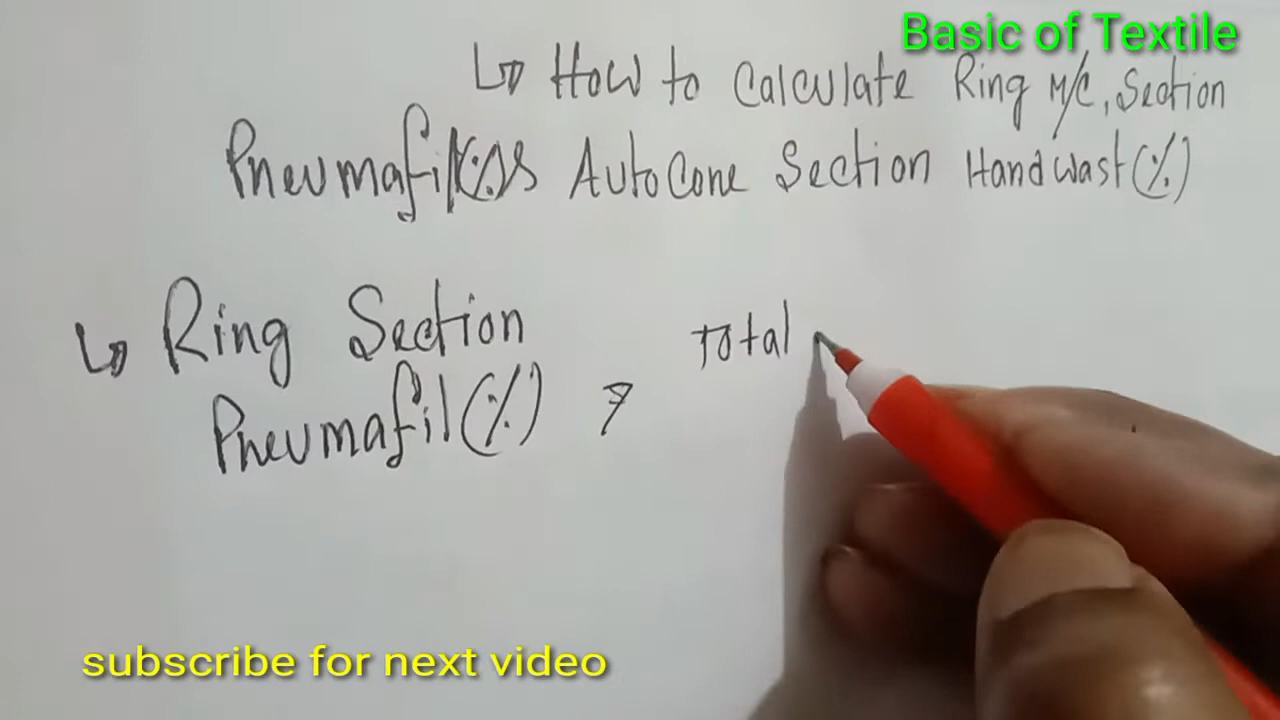 Basic of Textile
↳ How to Calculate Ring M/C, Section
Pneumafil(%) & AutoCone Section Handwast(%)
↳ Ring Section
Pneumafil(%) → Total
subscribe for next video